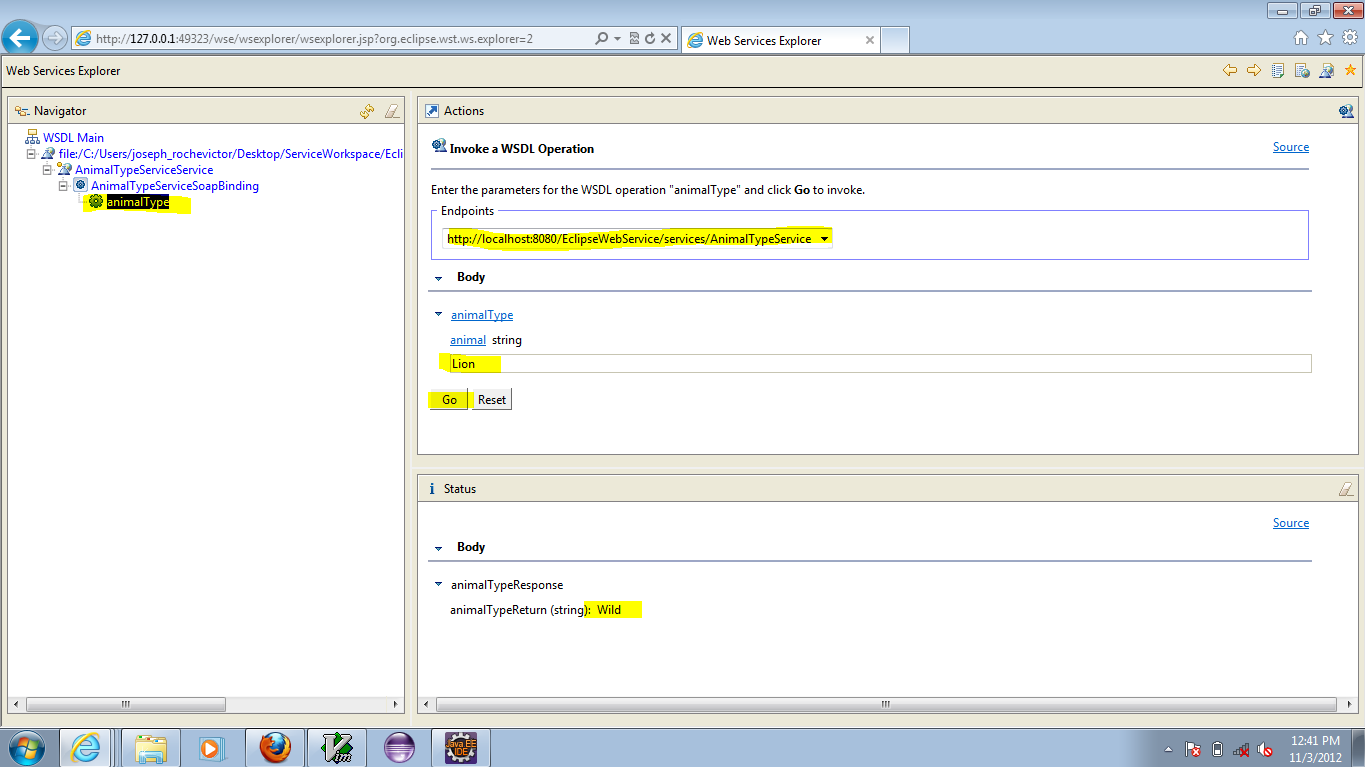 http://127.0.0.1:49323/wse/wsexplorer/wsexplorer.jsp?org.eclipse.wst.ws.explorer=2
Web Services Explorer
Web Services Explorer
Navigator
WSDL Main
file:/C:/Users/joseph_rochevictor/Desktop/ServiceWorkspace/Ecli
AnimalTypeServiceService
AnimalTypeServiceSoapBinding
animalType
Actions
Invoke a WSDL Operation
Source
Enter the parameters for the WSDL operation "animalType" and click Go to invoke.
Endpoints
http://localhost:8080/EclipseWebService/services/AnimalTypeService
Body
animalType
animal string
Lion
Go Reset
i Status
Source
Body
animalTypeResponse
animalTypeReturn (string): Wild
Vim
Java EE
IDE
12:41 PM
11/3/2012